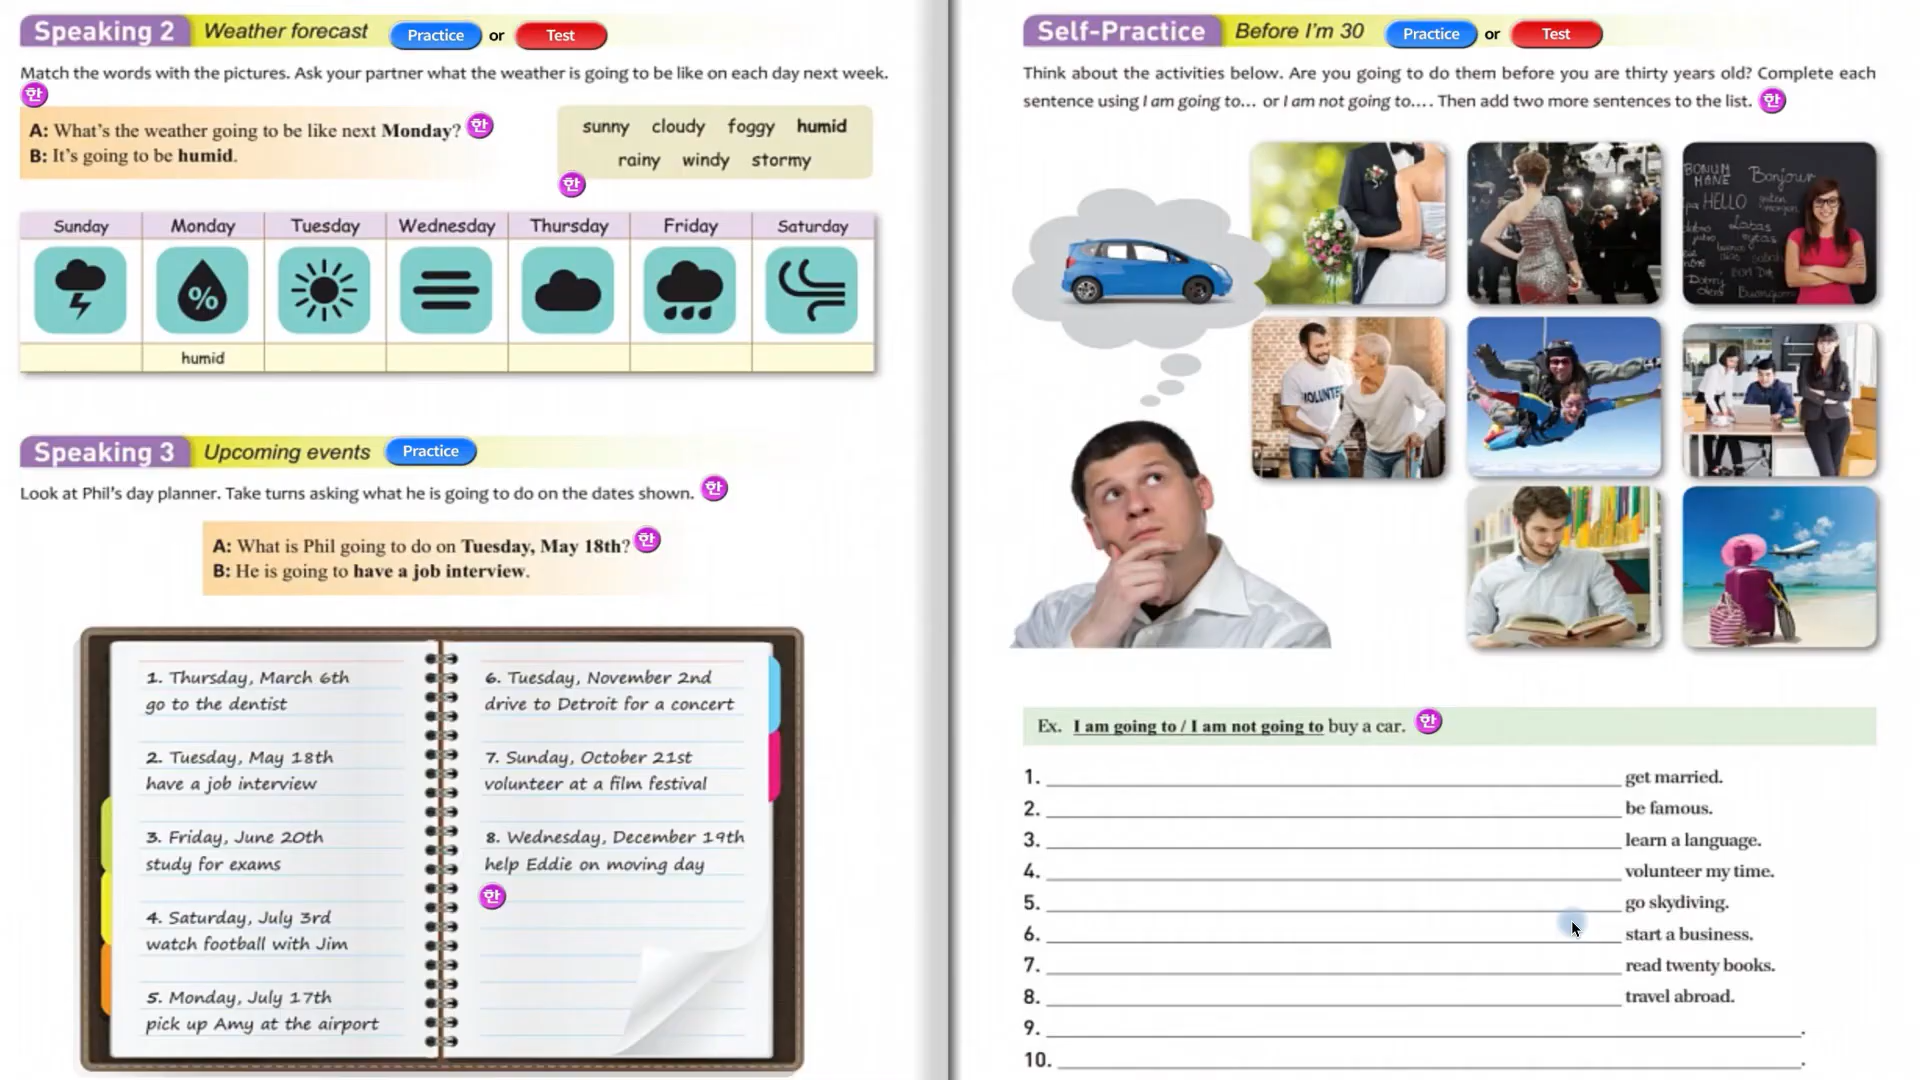 Speaking 2 Weather forecast Practice or Test
Match the words with the pictures. Ask your partner what the weather is going to be like on each day next week.
한
A: What's the weather going to be like next Monday? 한
B: It's going to be humid.
sunny cloudy foggy humid
rainy windy stormy
한
Sunday Monday Tuesday Wednesday Thursday Friday Saturday
%
humid
Speaking 3 Upcoming events Practice
Look at Phil's day planner. Take turns asking what he is going to do on the dates shown. 한
A: What is Phil going to do on Tuesday, May 18th? 한
B: He is going to have a job interview.
1. Thursday, March 6th
go to the dentist
2. Tuesday, May 18th
have a job interview
3. Friday, June 20th
study for exams
4. Saturday, July 3rd
watch football with Jim
5. Monday, July 17th
pick up Amy at the airport
6. Tuesday, November 2nd
drive to Detroit for a concert
7. Sunday, October 21st
volunteer at a film festival
8. Wednesday, December 19th
help Eddie on moving day
한
Self-Practice Before I'm 30 Practice or Test
Think about the activities below. Are you going to do them before you are thirty years old? Complete each
sentence using I am going to... or I am not going to.... Then add two more sentences to the list. 한
BONUM
MANE
Bonjour
HELLO
Ex. I am going to / I am not going to buy a car. 한
1. get married.
2. be famous.
3. learn a language.
4. volunteer my time.
5. go skydiving.
6. start a business.
7. read twenty books.
8. travel abroad.
9. .
10. .